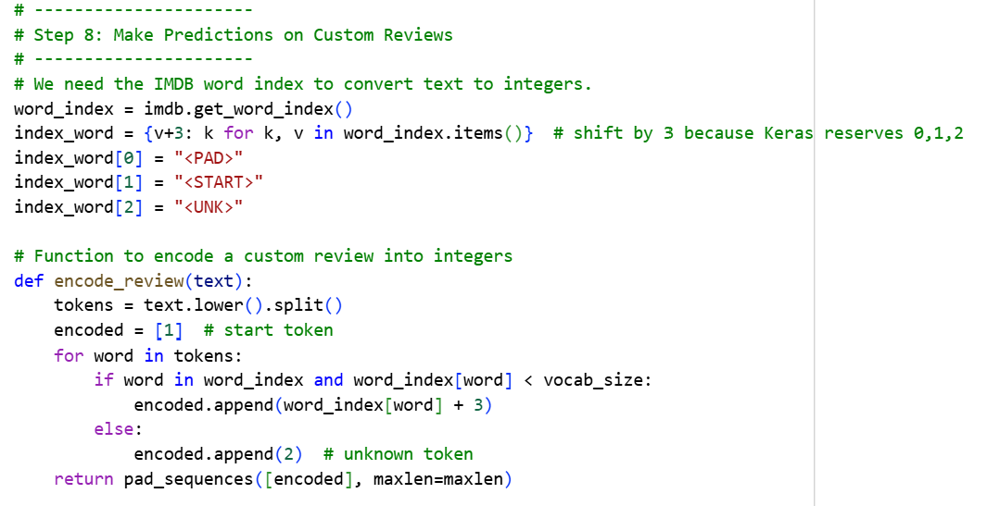 # ----------------------
# Step 8: Make Predictions on Custom Reviews
# ----------------------
# We need the IMDB word index to convert text to integers.
word_index = imdb.get_word_index()
index_word = {v+3: k for k, v in word_index.items()}  # shift by 3 because Keras reserves 0,1,2
index_word[0] = "<PAD>"
index_word[1] = "<START>"
index_word[2] = "<UNK>"

# Function to encode a custom review into integers
def encode_review(text):
    tokens = text.lower().split()
    encoded = [1]  # start token
    for word in tokens:
        if word in word_index and word_index[word] < vocab_size:
            encoded.append(word_index[word] + 3)
        else:
            encoded.append(2)  # unknown token
    return pad_sequences([encoded], maxlen=maxlen)